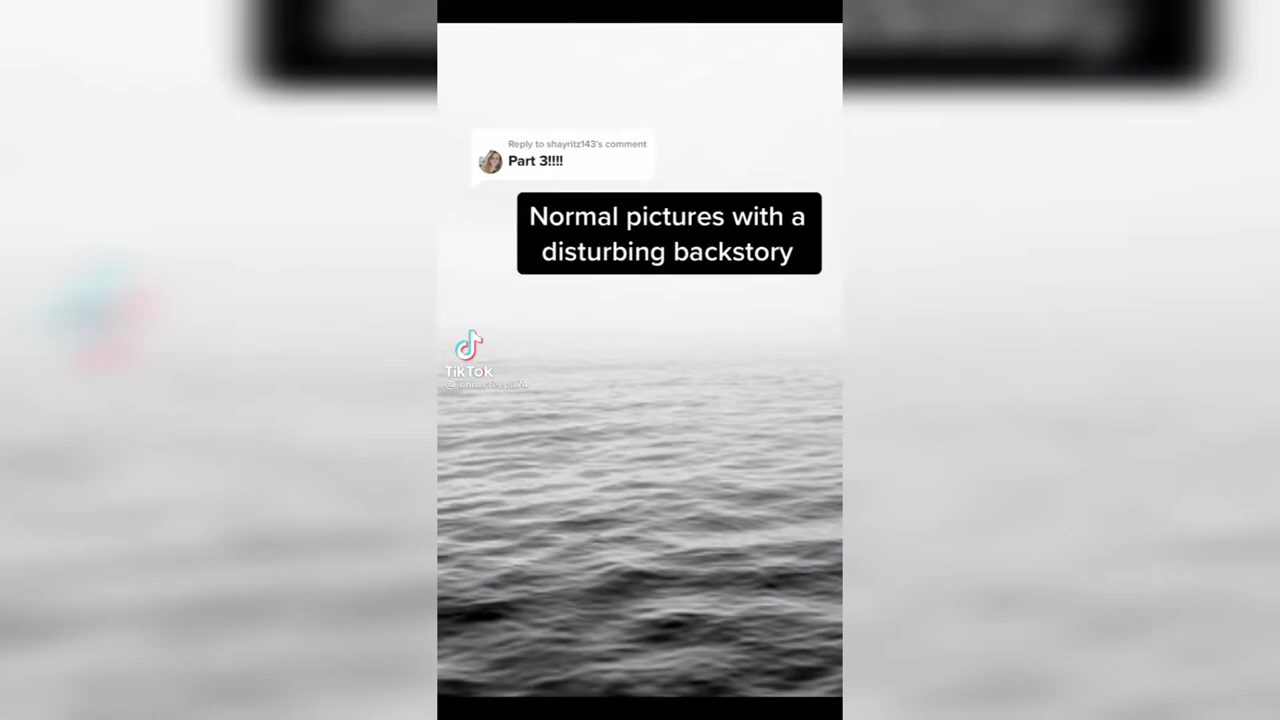 Reply to shayritz143's comment
Part 3!!!!
Normal pictures with a
disturbing backstory
TikTok